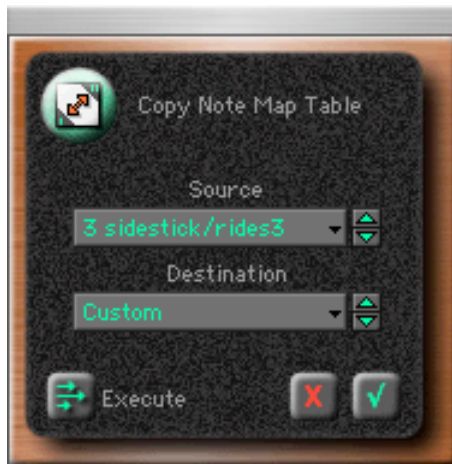 Copy Note Map Table
Source
3 sidestick/rides3
Destination
Custom
Execute